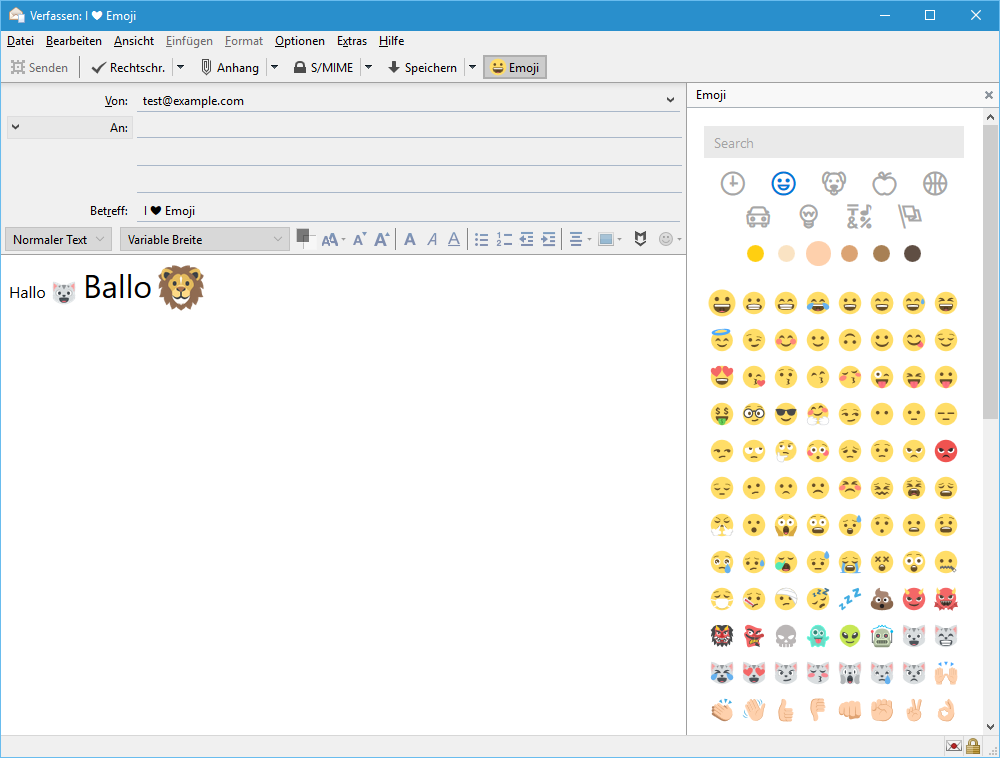 Verfassen: I ❤ Emoji
Datei Bearbeiten Ansicht Einfügen Format Optionen Extras Hilfe
Senden Rechtschr. Anhang S/MIME Speichern Emoji
Von: test@example.com
An:
Betreff: I ❤ Emoji
Normaler Text Variable Breite
Hallo 😺 Ballo 🦁
Emoji
Search